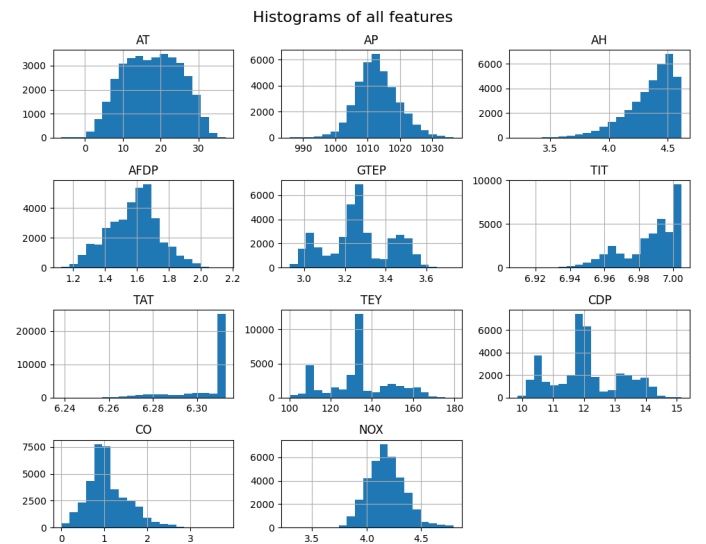 Histograms of all features
AT AP AH
3000 2000 1000 0
0 10 20 30
6000 4000 2000 0
990 1000 1010 1020 1030
6000 4000 2000 0
3.5 4.0 4.5
AFDP GTEP TIT
4000 2000 0
1.2 1.4 1.6 1.8 2.0 2.2
6000 4000 2000 0
3.0 3.2 3.4 3.6
10000 5000 0
6.92 6.94 6.96 6.98 7.00
TAT TEY CDP
20000 10000 0
6.24 6.26 6.28 6.30
10000 5000 0
100 120 140 160 180
6000 4000 2000 0
10 11 12 13 14 15
CO NOX
7500 5000 2500 0
0 1 2 3
6000 4000 2000 0
3.5 4.0 4.5